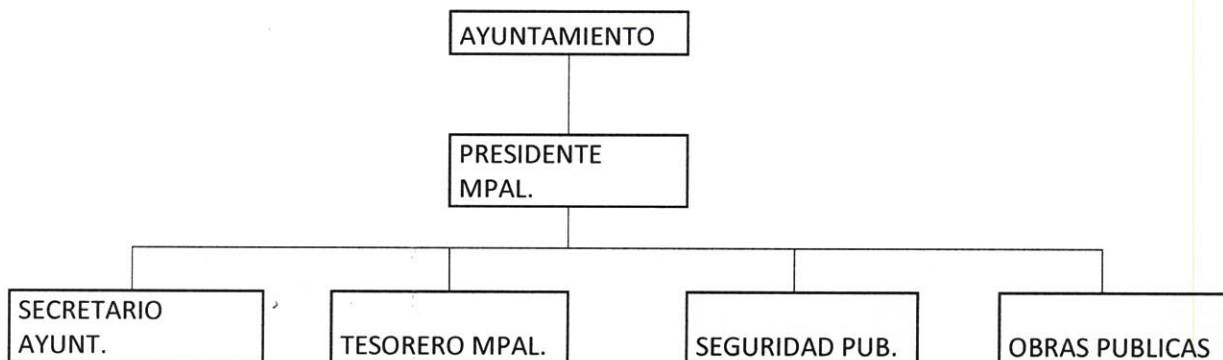 AYUNTAMIENTO
PRESIDENTE
MPAL.
SECRETARIO
AYUNT.
TESORERO MPAL.
SEGURIDAD PUB.
OBRAS PUBLICAS